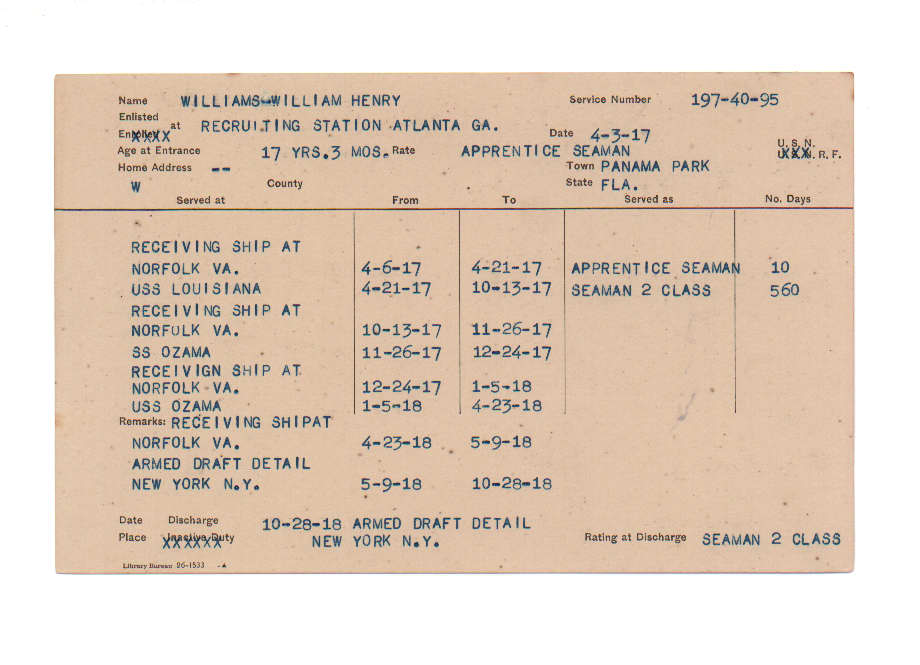 Name WILLIAMS-WILLIAM HENRY Service Number 197-40-95
Enlisted
Enrolled at RECRUITING STATION ATLANTA GA. Date 4-3-17
U. S. N.
Age at Entrance 17 YRS.3 MOS. Rate APPRENTICE SEAMAN U. S. N. R. F.
Home Address -- Town PANAMA PARK
W County State FLA.
Served at From To Served as No. Days
RECEIVING SHIP AT
NORFOLK VA. 4-6-17 4-21-17 APPRENTICE SEAMAN 10
USS LOUISIANA 4-21-17 10-13-17 SEAMAN 2 CLASS 560
RECEIVING SHIP AT
NORFOLK VA. 10-13-17 11-26-17
SS OZAMA 11-26-17 12-24-17
RECEIVIGN SHIP AT
NORFOLK VA. 12-24-17 1-5-18
USS OZAMA 1-5-18 4-23-18
Remarks: RECEIVING SHIPAT
NORFOLK VA. 4-23-18 5-9-18
ARMED DRAFT DETAIL
NEW YORK N.Y. 5-9-18 10-28-18
Date Discharge 10-28-18 ARMED DRAFT DETAIL
Place Inactive Duty NEW YORK N.Y. Rating at Discharge SEAMAN 2 CLASS
Library Bureau 26-1533